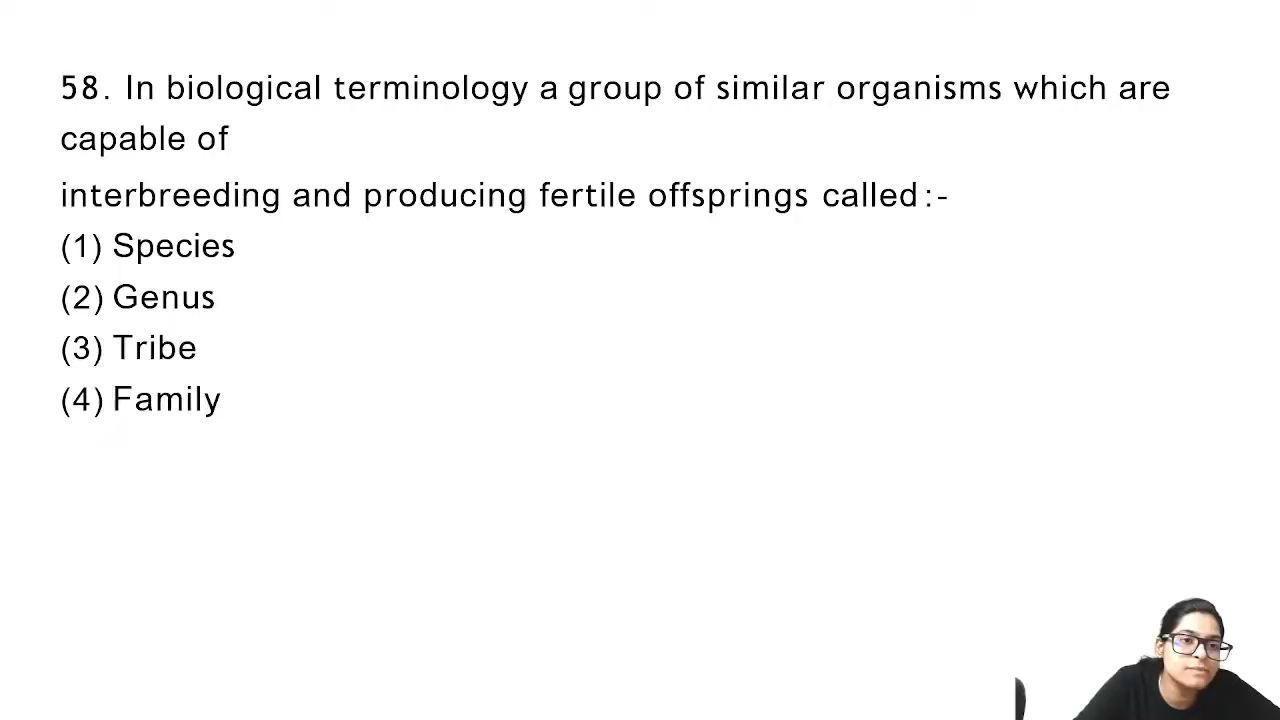 58. In biological terminology a group of similar organisms which are
capable of
interbreeding and producing fertile offsprings called:-
(1) Species
(2) Genus
(3) Tribe
(4) Family